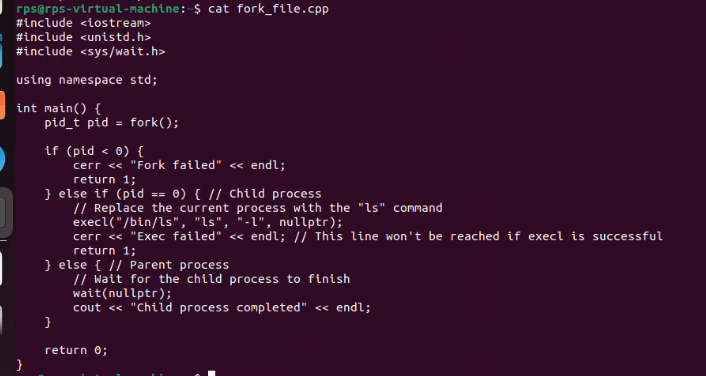 rps@rps-virtual-machine:~$ cat fork_file.cpp
#include <iostream>
#include <unistd.h>
#include <sys/wait.h>

using namespace std;

int main() {
    pid_t pid = fork();

    if (pid < 0) {
        cerr << "Fork failed" << endl;
        return 1;
    } else if (pid == 0) { // Child process
        // Replace the current process with the "ls" command
        execl("/bin/ls", "ls", "-l", nullptr);
        cerr << "Exec failed" << endl; // This line won't be reached if execl is successful
        return 1;
    } else { // Parent process
        // Wait for the child process to finish
        wait(nullptr);
        cout << "Child process completed" << endl;
    }

    return 0;
}